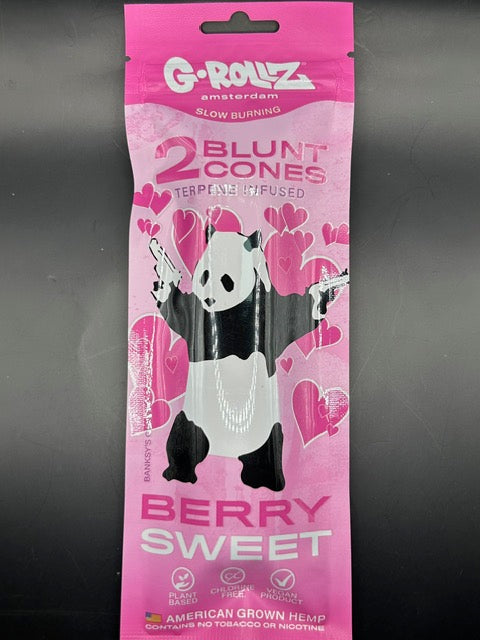 G·ROLLZ
amsterdam
SLOW BURNING
2 BLUNT
CONES
TERPENE INFUSED
BANKSY'S
BERRY
SWEET
PLANT
BASED
CHLORINE
FREE
VEGAN
PRODUCT
AMERICAN GROWN HEMP
CONTAINS NO TOBACCO OR NICOTINE